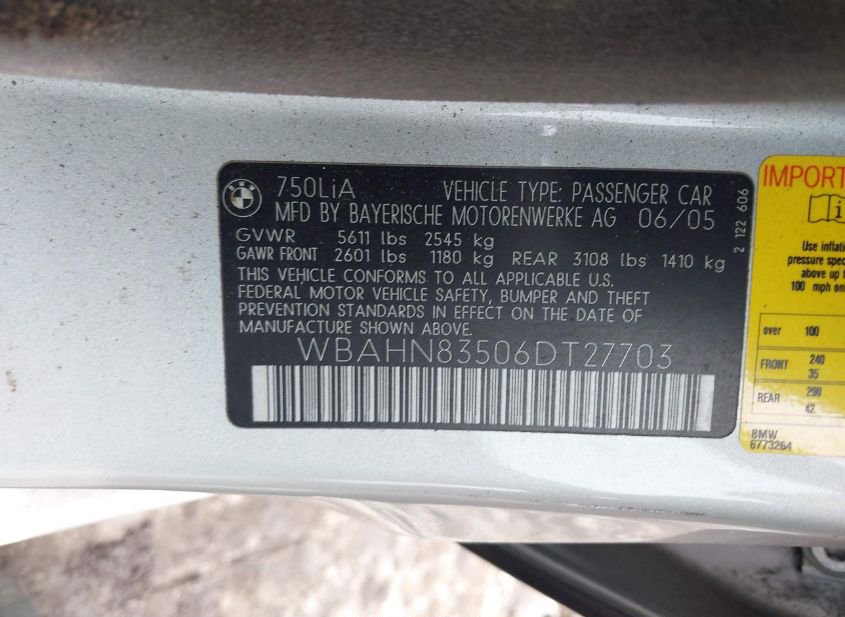 BMW
750LiA VEHICLE TYPE: PASSENGER CAR
MFD BY BAYERISCHE MOTORENWERKE AG 06/05
GVWR 5611 lbs 2545 kg
GAWR FRONT 2601 lbs 1180 kg REAR 3108 lbs 1410 kg
THIS VEHICLE CONFORMS TO ALL APPLICABLE U.S.
FEDERAL MOTOR VEHICLE SAFETY, BUMPER AND THEFT
PREVENTION STANDARDS IN EFFECT ON THE DATE OF
MANUFACTURE SHOWN ABOVE.
WBAHN83506DT27703
2 122 606
IMPORT
Use inflati
pressure spec
above up
100 mph on
over 100
FRONT 240
35
REAR 290
42
BMW
6773264